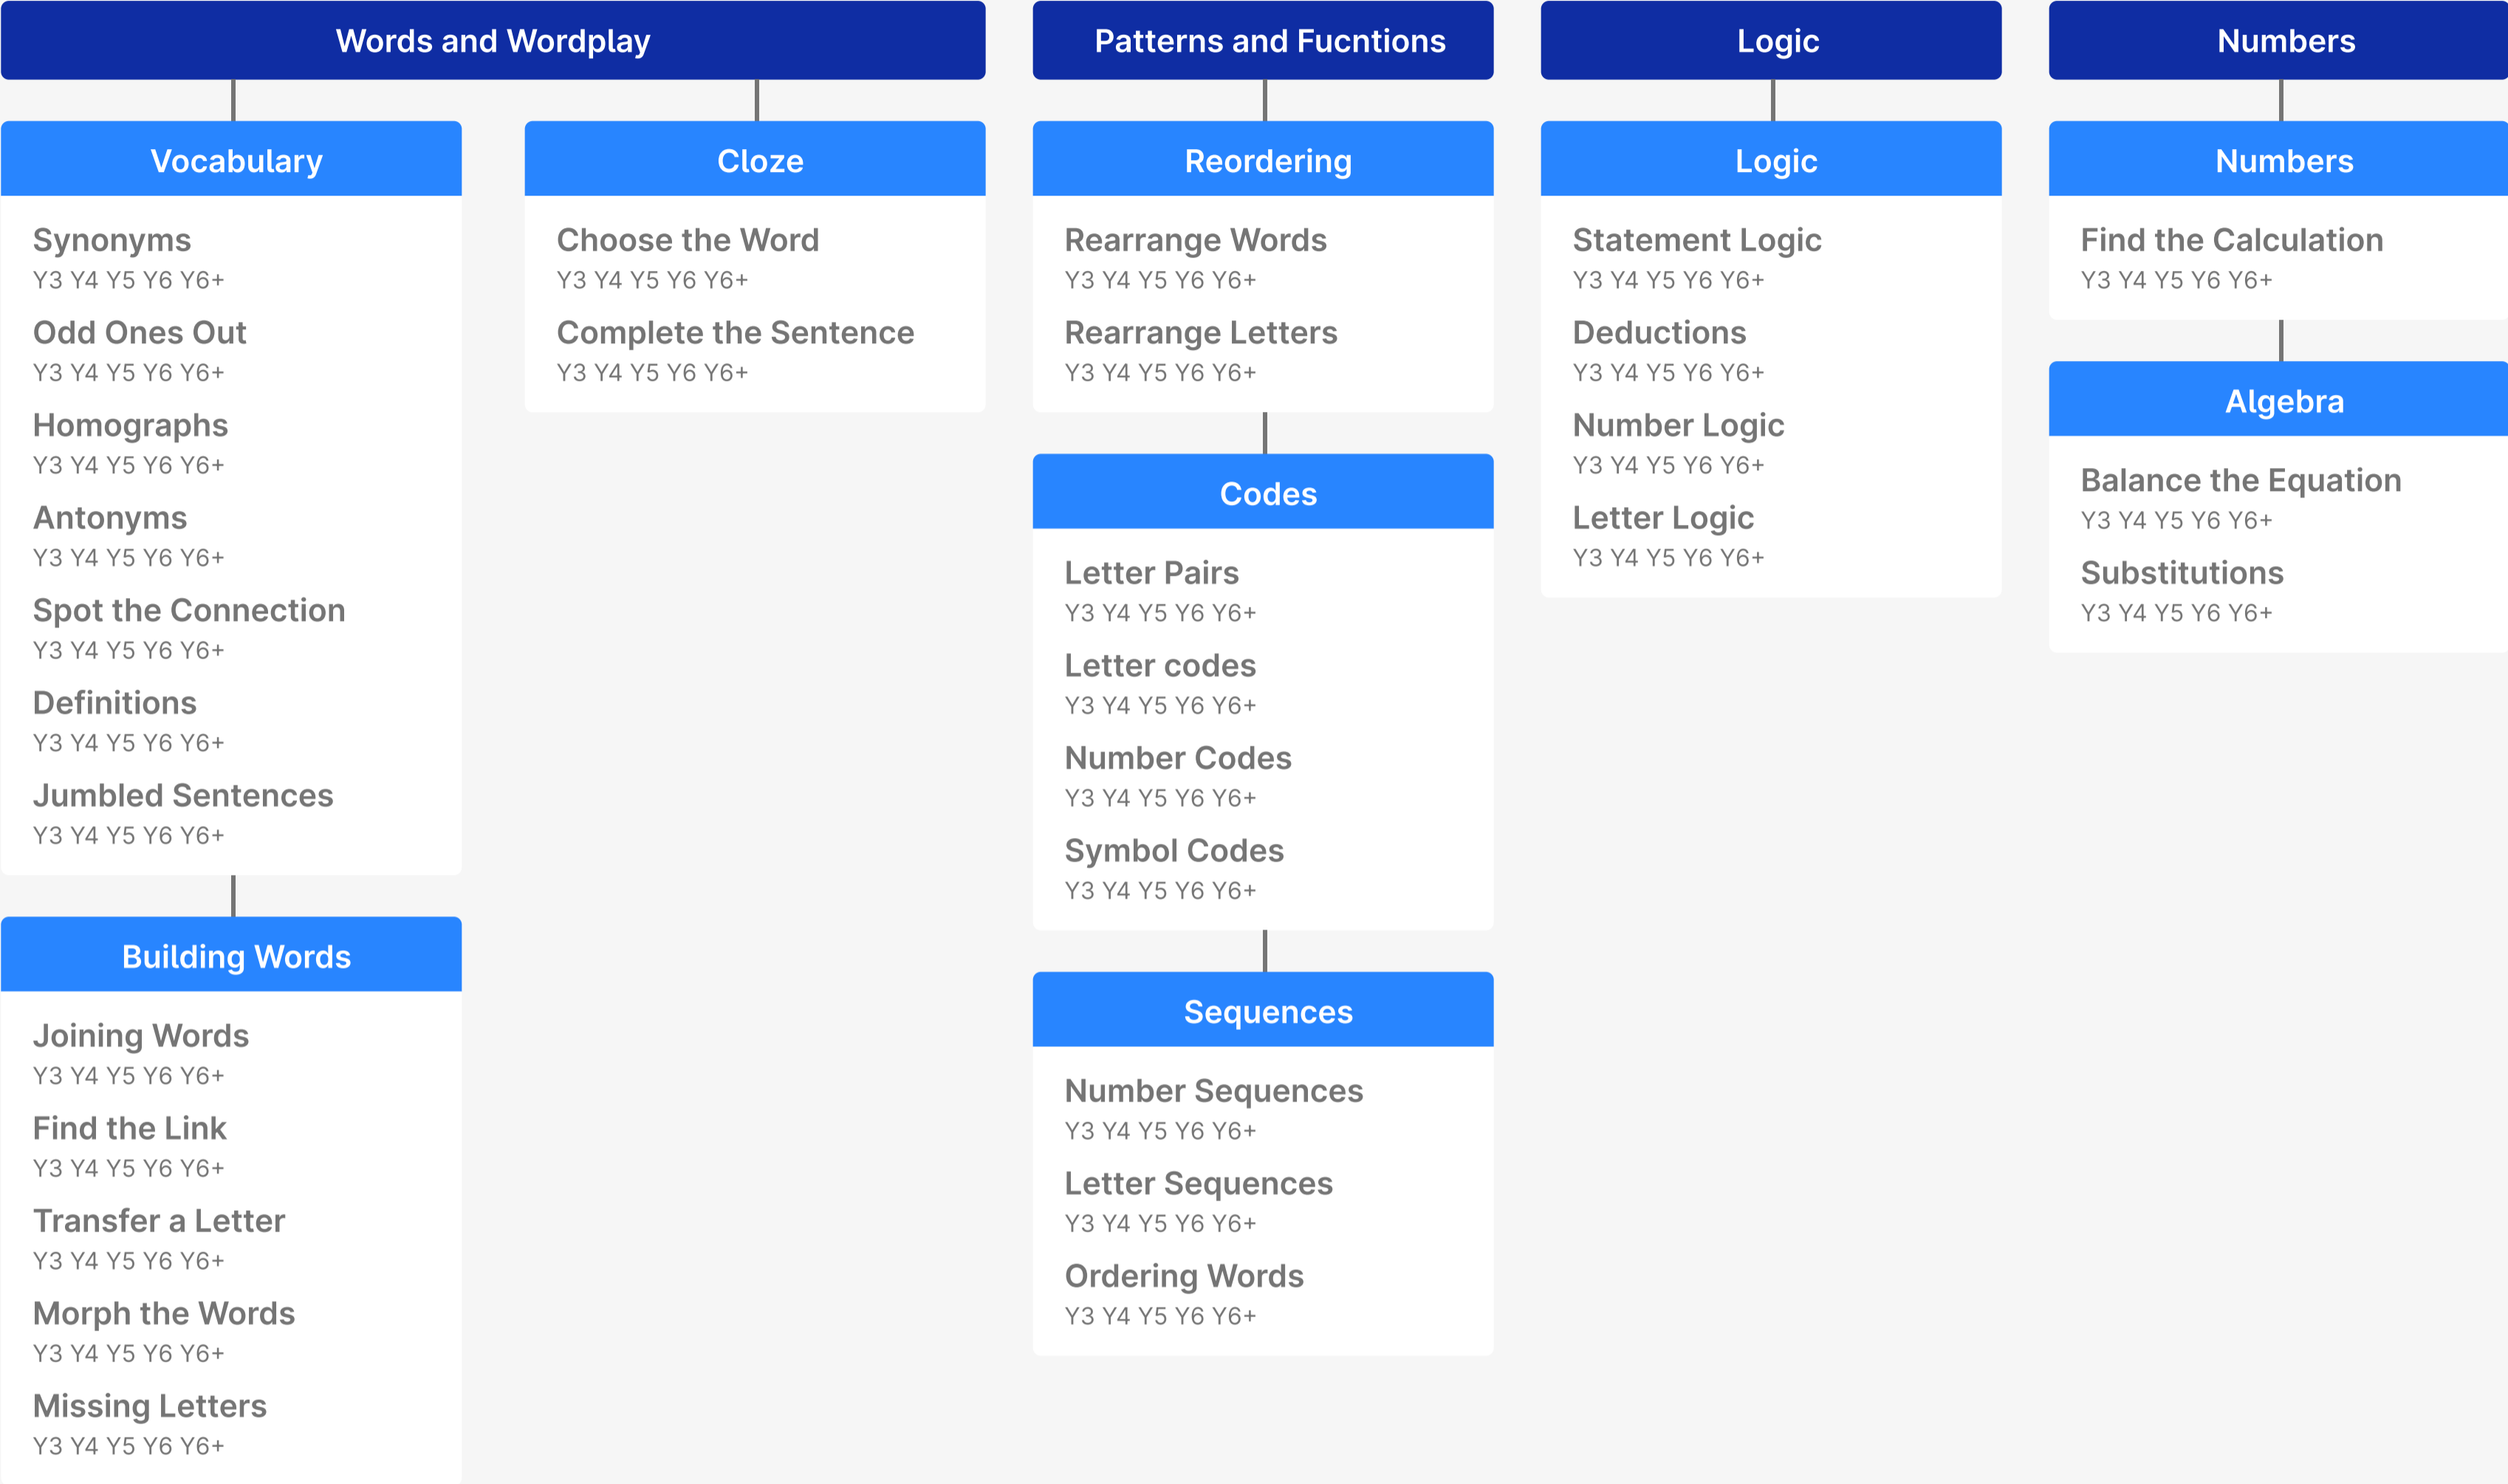 Words and Wordplay
Vocabulary
Synonyms
Y3 Y4 Y5 Y6 Y6+
Odd Ones Out
Y3 Y4 Y5 Y6 Y6+
Homographs
Y3 Y4 Y5 Y6 Y6+
Antonyms
Y3 Y4 Y5 Y6 Y6+
Spot the Connection
Y3 Y4 Y5 Y6 Y6+
Definitions
Y3 Y4 Y5 Y6 Y6+
Jumbled Sentences
Y3 Y4 Y5 Y6 Y6+
Building Words
Joining Words
Y3 Y4 Y5 Y6 Y6+
Find the Link
Y3 Y4 Y5 Y6 Y6+
Transfer a Letter
Y3 Y4 Y5 Y6 Y6+
Morph the Words
Y3 Y4 Y5 Y6 Y6+
Missing Letters
Y3 Y4 Y5 Y6 Y6+
Cloze
Choose the Word
Y3 Y4 Y5 Y6 Y6+
Complete the Sentence
Y3 Y4 Y5 Y6 Y6+
Patterns and Fucntions
Reordering
Rearrange Words
Y3 Y4 Y5 Y6 Y6+
Rearrange Letters
Y3 Y4 Y5 Y6 Y6+
Codes
Letter Pairs
Y3 Y4 Y5 Y6 Y6+
Letter codes
Y3 Y4 Y5 Y6 Y6+
Number Codes
Y3 Y4 Y5 Y6 Y6+
Symbol Codes
Y3 Y4 Y5 Y6 Y6+
Sequences
Number Sequences
Y3 Y4 Y5 Y6 Y6+
Letter Sequences
Y3 Y4 Y5 Y6 Y6+
Ordering Words
Y3 Y4 Y5 Y6 Y6+
Logic
Logic
Statement Logic
Y3 Y4 Y5 Y6 Y6+
Deductions
Y3 Y4 Y5 Y6 Y6+
Number Logic
Y3 Y4 Y5 Y6 Y6+
Letter Logic
Y3 Y4 Y5 Y6 Y6+
Numbers
Numbers
Find the Calculation
Y3 Y4 Y5 Y6 Y6+
Algebra
Balance the Equation
Y3 Y4 Y5 Y6 Y6+
Substitutions
Y3 Y4 Y5 Y6 Y6+